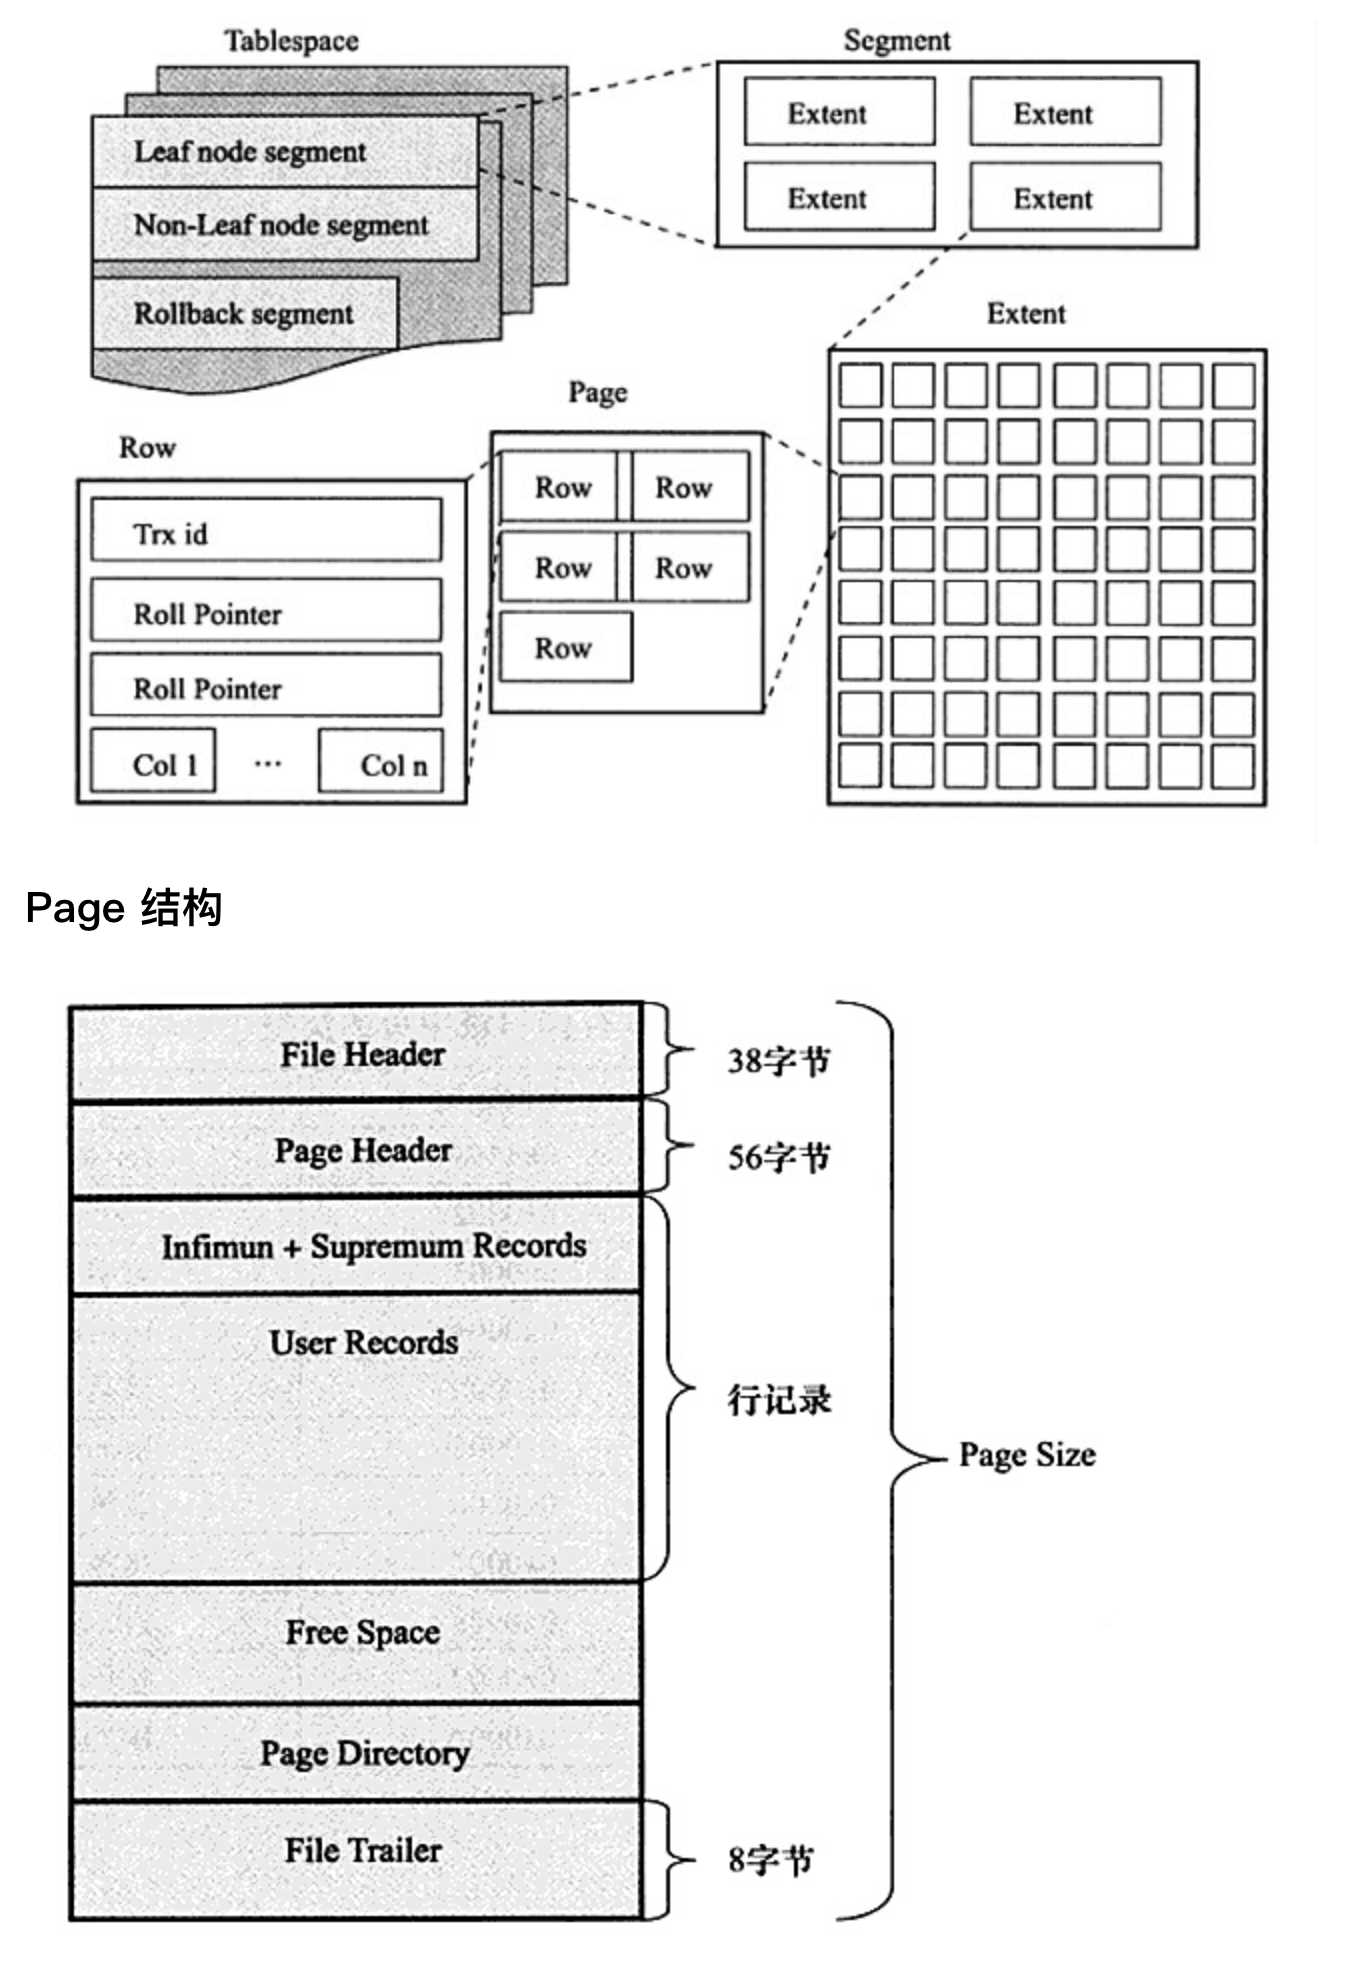 Tablespace
Leaf node segment
Non-Leaf node segment
Rollback segment
Segment
Extent
Extent
Extent
Extent
Extent
Page
Row
Row
Row
Row
Row
Row
Trx id
Roll Pointer
Roll Pointer
Col 1
...
Col n
Page 结构
File Header
38字节
Page Header
56字节
Infimun + Supremum Records
User Records
行记录
Page Size
Free Space
Page Directory
File Trailer
8字节